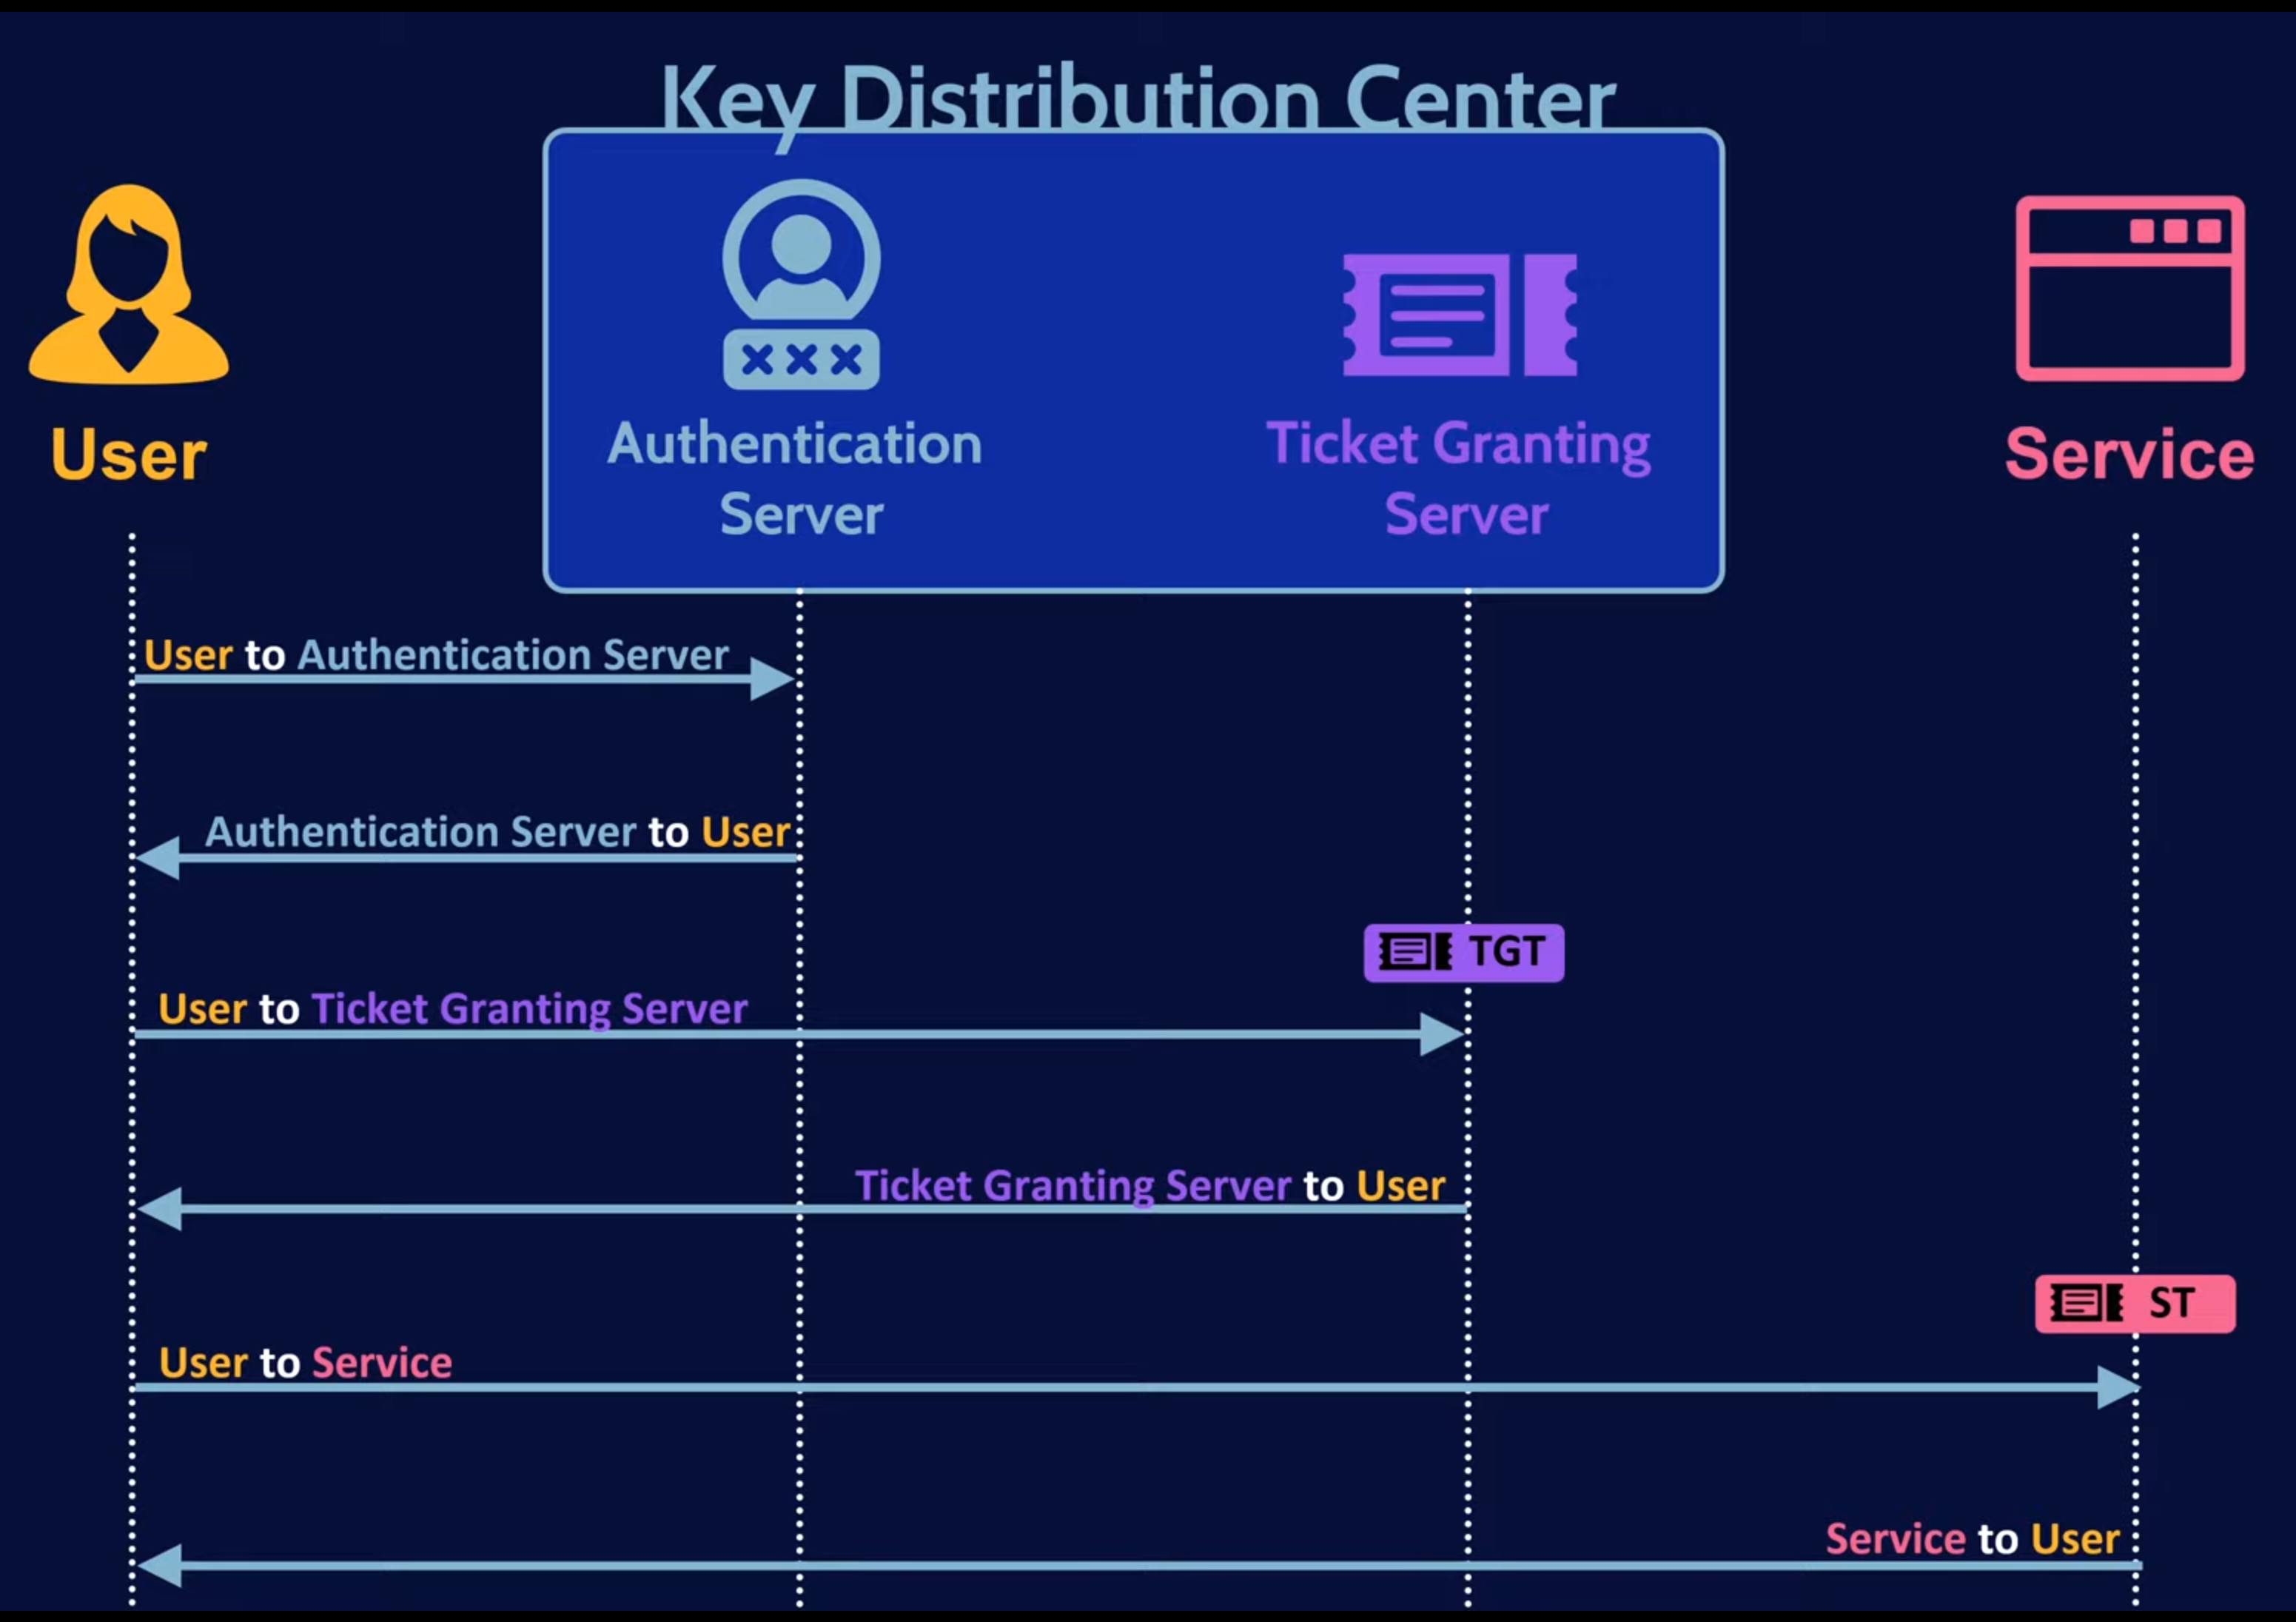 Key Distribution Center
User
Authentication
Server
Ticket Granting
Server
Service
User to Authentication Server
Authentication Server to User
TGT
User to Ticket Granting Server
Ticket Granting Server to User
ST
User to Service
Service to User